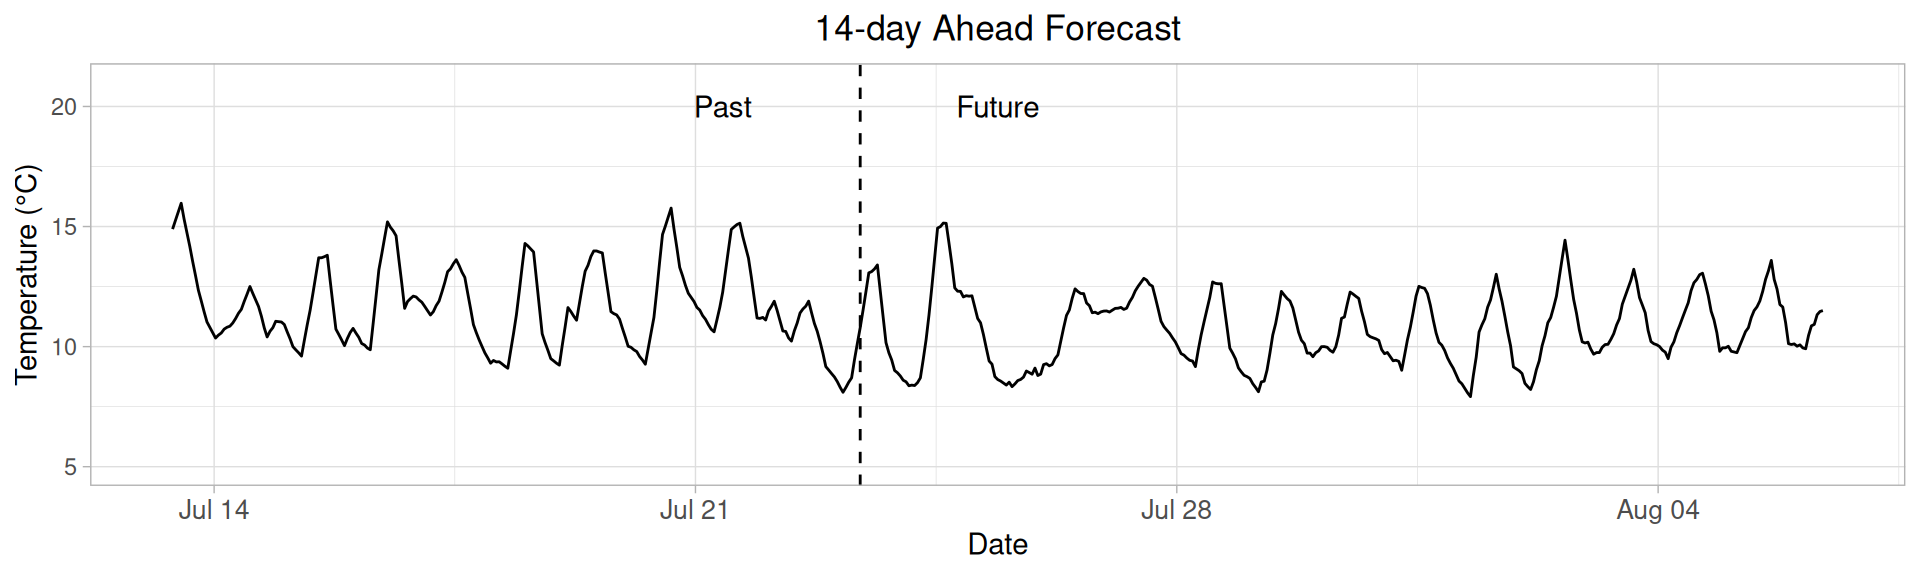 14-day Ahead Forecast
Past
Future
20
15
10
5
Temperature (°C)
Jul 14
Jul 21
Jul 28
Aug 04
Date